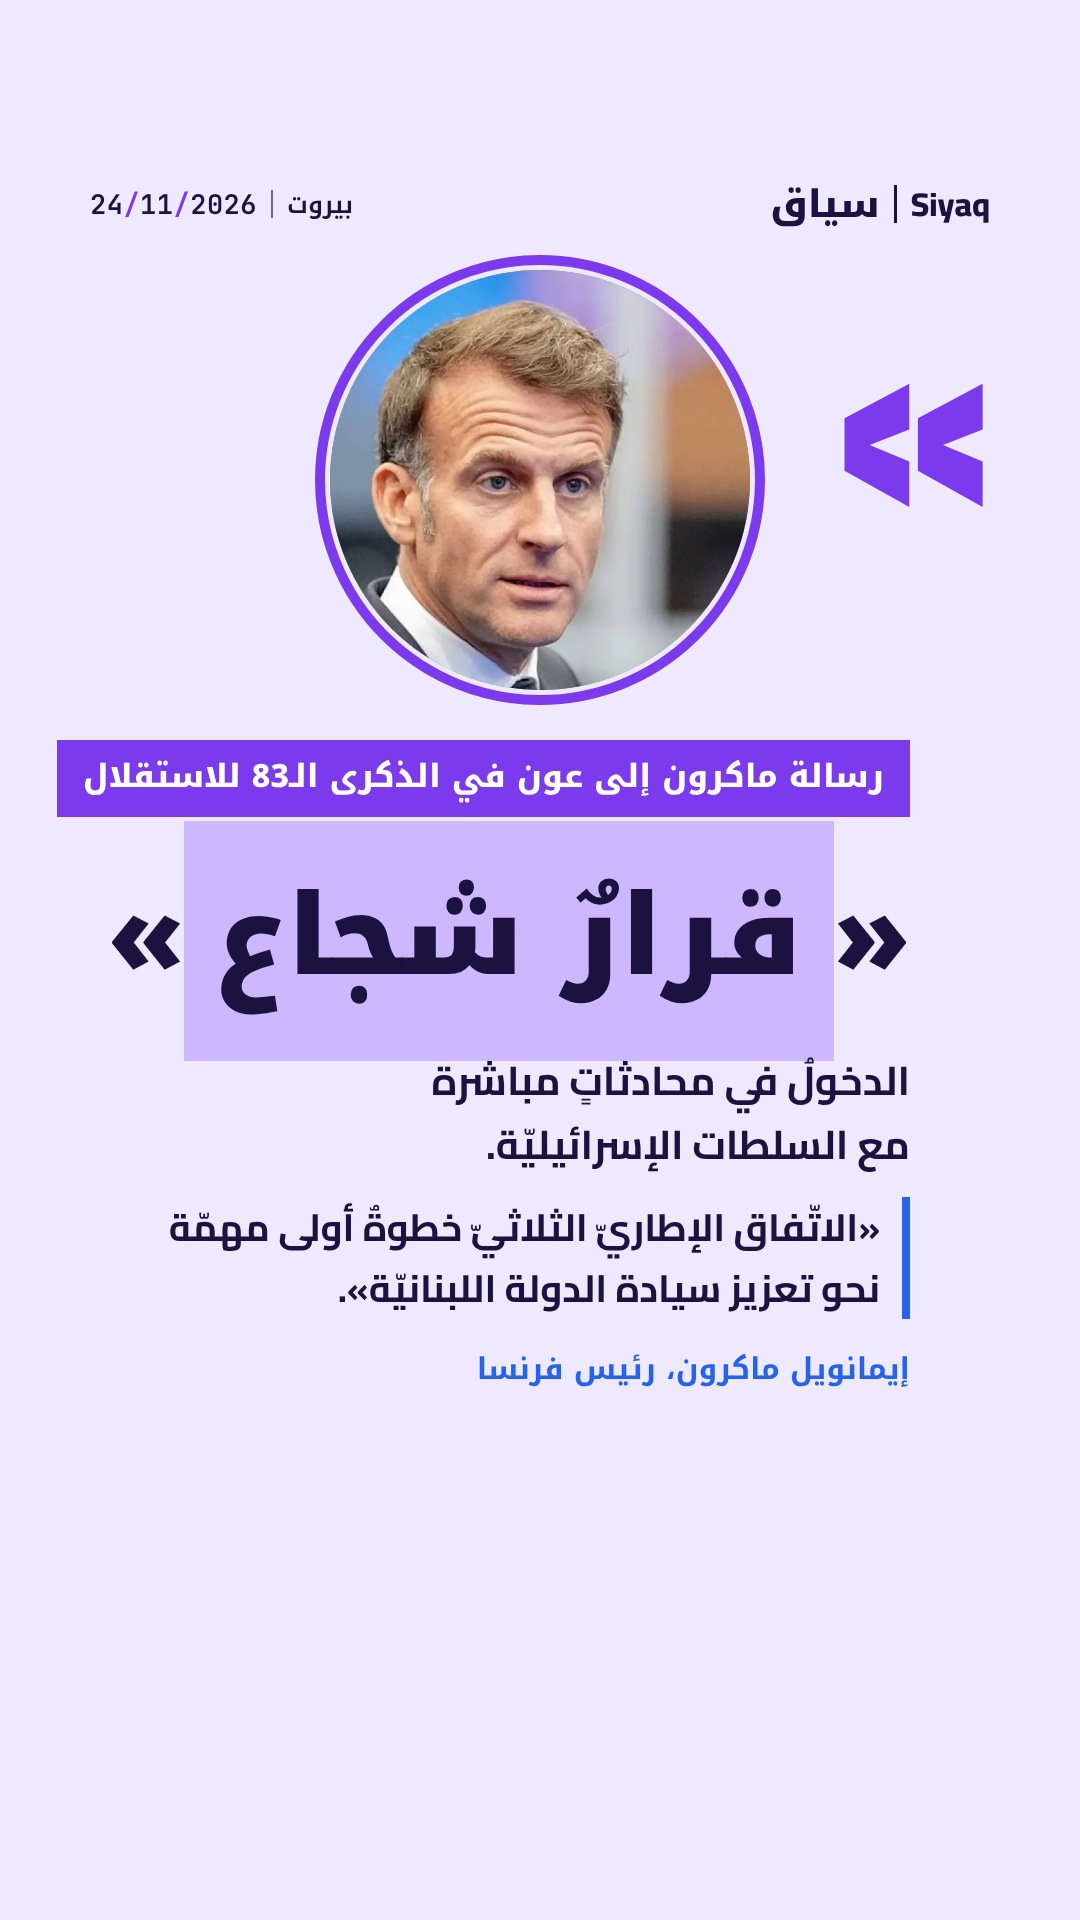 Siyaq | سياق
بيروت | 24/11/2026
»
رسالة ماكرون إلى عون في الذكرى الـ83 للاستقلال
«قرارٌ شجاع»
الدخولُ في محادثاتٍ مباشرة
مع السلطات الإسرائيليّة.
«الاتّفاق الإطاريّ الثلاثيّ خطوةٌ أولى مهمّة
نحو تعزيز سيادة الدولة اللبنانيّة».
إيمانويل ماكرون، رئيس فرنسا